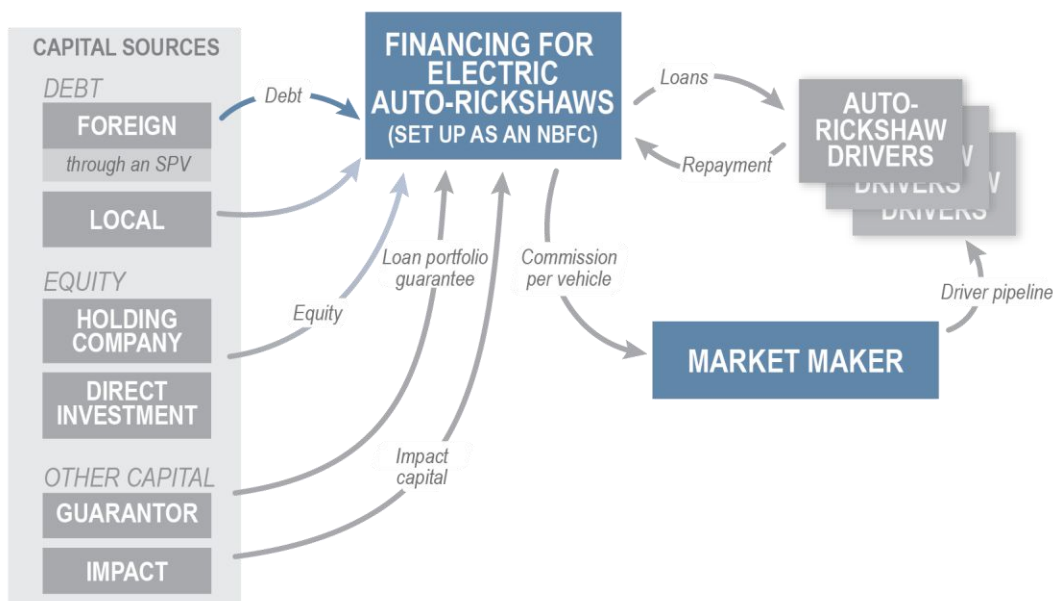 CAPITAL SOURCES
DEBT
FOREIGN
through an SPV
LOCAL
EQUITY
HOLDING
COMPANY
DIRECT
INVESTMENT
OTHER CAPITAL
GUARANTOR
IMPACT
Debt
Equity
Loan portfolio
guarantee
Impact
capital
FINANCING FOR
ELECTRIC
AUTO-RICKSHAWS
(SET UP AS AN NBFC)
Commission
per vehicle
Loans
Repayment
AUTO-
RICKSHAW
DRIVERS
W
DRIVERS
W
DRIVERS
Driver pipeline
MARKET MAKER